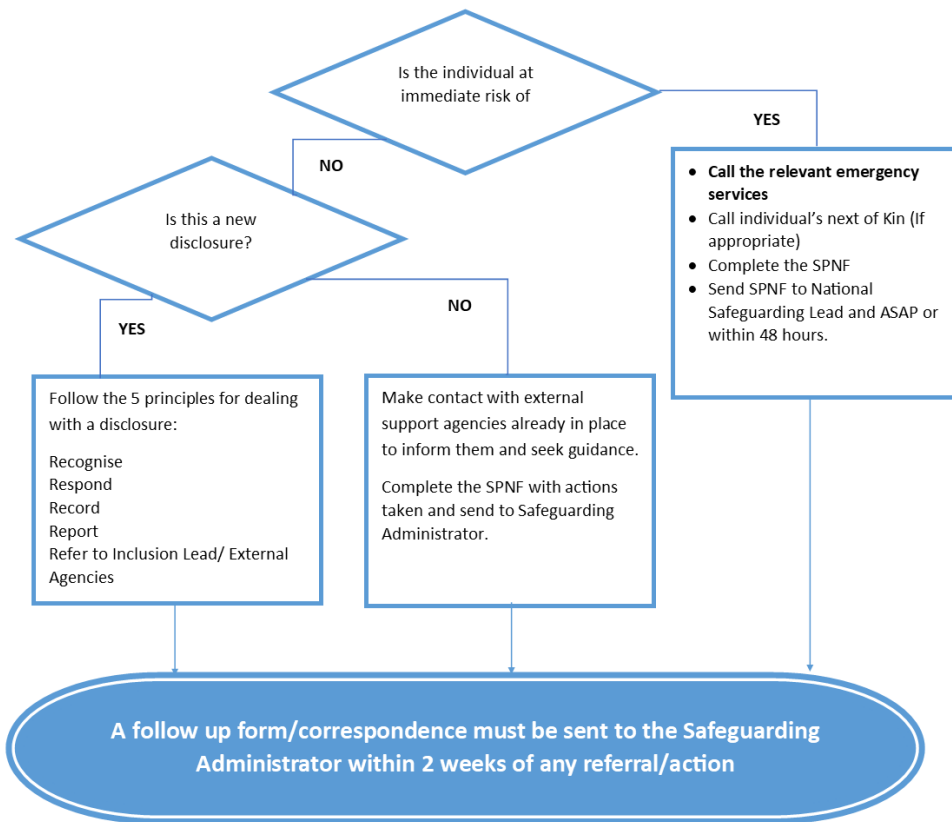 Is the individual at
immediate risk of
YES
NO
Is this a new
disclosure?
YES
NO
• Call the relevant emergency
services
• Call individual’s next of Kin (If
appropriate)
• Complete the SPNF
• Send SPNF to National
Safeguarding Lead and ASAP or
within 48 hours.
Follow the 5 principles for dealing
with a disclosure:
Recognise
Respond
Record
Report
Refer to Inclusion Lead/ External
Agencies
Make contact with external
support agencies already in place
to inform them and seek guidance.
Complete the SPNF with actions
taken and send to Safeguarding
Administrator.
A follow up form/correspondence must be sent to the Safeguarding
Administrator within 2 weeks of any referral/action